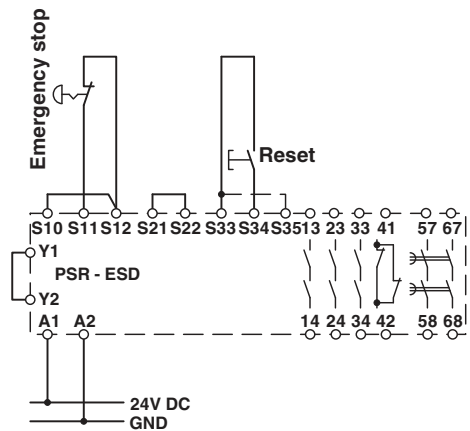 Emergency stop
Reset
S10 S11 S12 S21 S22 S33 S34 S35 13 23 33 41 57 67
Y1
PSR - ESD
Y2
A1 A2 14 24 34 42 58 68
24V DC
GND